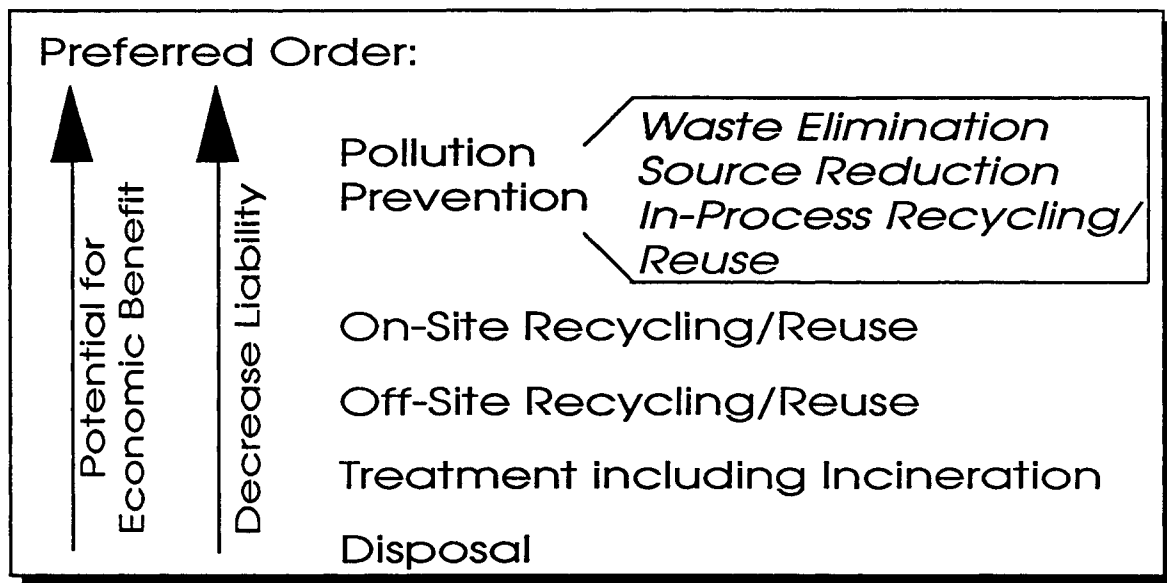 Preferred Order:
Potential for
Economic Benefit
Decrease Liability
Pollution
Prevention
Waste Elimination
Source Reduction
In-Process Recycling/
Reuse
On-Site Recycling/Reuse
Off-Site Recycling/Reuse
Treatment including Incineration
Disposal